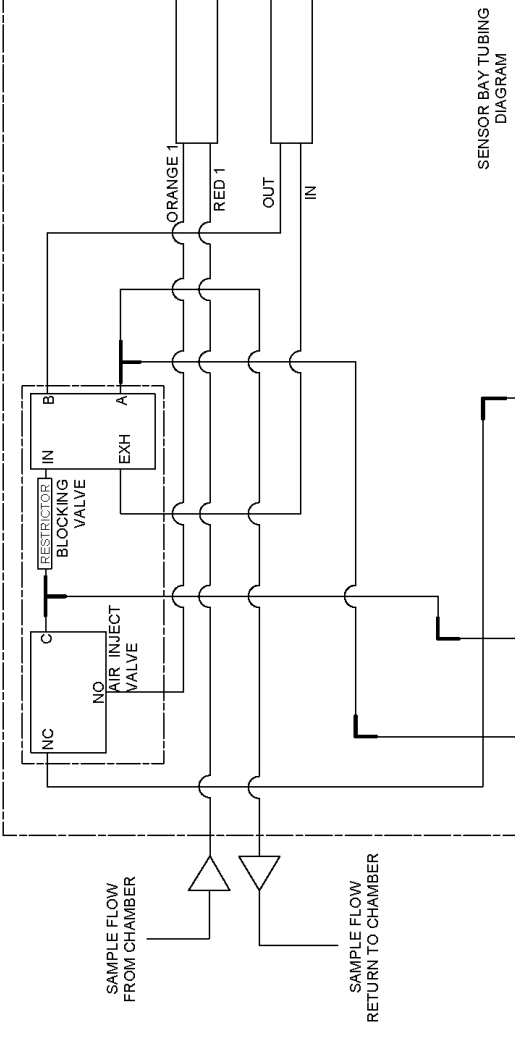 SENSOR BAY TUBING
DIAGRAM
ORANGE 1
RED 1
OUT
IN
B
A
IN
EXH
RESTRICTOR
BLOCKING
VALVE
C
NO
NC
AIR INJECT
VALVE
SAMPLE FLOW
FROM CHAMBER
SAMPLE FLOW
RETURN TO CHAMBER